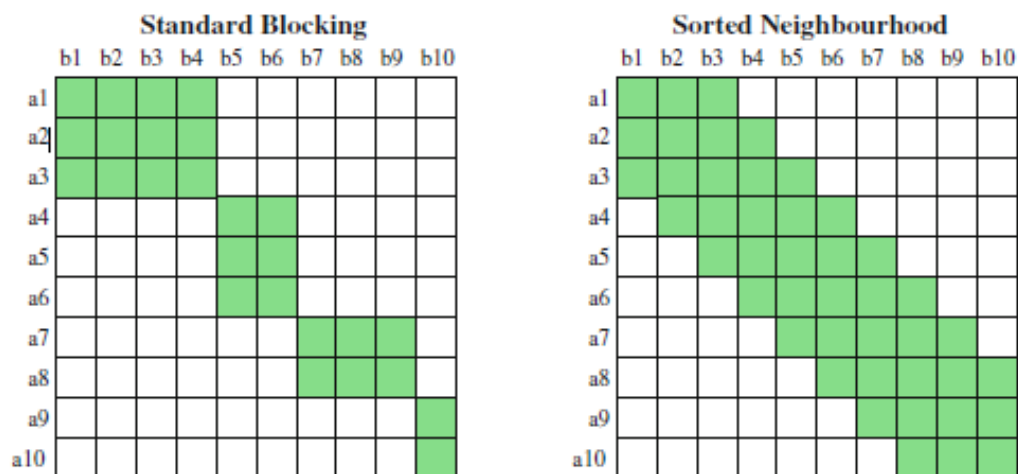 Standard Blocking
b1 b2 b3 b4 b5 b6 b7 b8 b9 b10
a1
a2
a3
a4
a5
a6
a7
a8
a9
a10
Sorted Neighbourhood
b1 b2 b3 b4 b5 b6 b7 b8 b9 b10
a1
a2
a3
a4
a5
a6
a7
a8
a9
a10